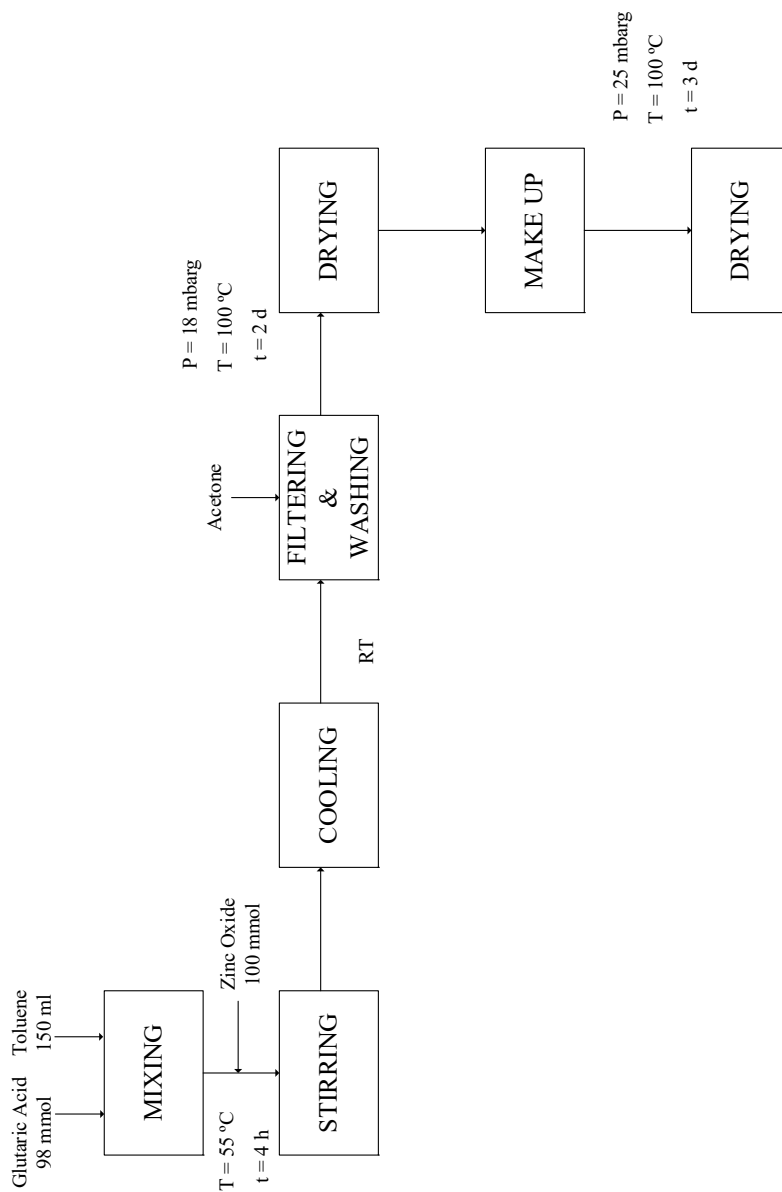 Glutaric Acid
98 mmol
Toluene
150 ml
MIXING
T = 55 ºC
t = 4 h
Zinc Oxide
100 mmol
STIRRING
COOLING
RT
Acetone
FILTERING
&
WASHING
P = 18 mbarg
T = 100 ºC
t = 2 d
DRYING
MAKE UP
P = 25 mbarg
T = 100 ºC
t = 3 d
DRYING